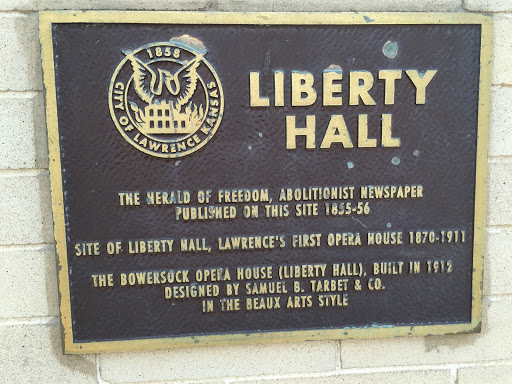 1858
CITY OF LAWRENCE KANSAS
LIBERTY
HALL
THE HERALD OF FREEDOM, ABOLITIONIST NEWSPAPER
PUBLISHED ON THIS SITE 1855-56
SITE OF LIBERTY HALL, LAWRENCE'S FIRST OPERA HOUSE 1870-1911
THE BOWERSOCK OPERA HOUSE (LIBERTY HALL), BUILT IN 1912
DESIGNED BY SAMUEL B. TARBET & CO.
IN THE BEAUX ARTS STYLE